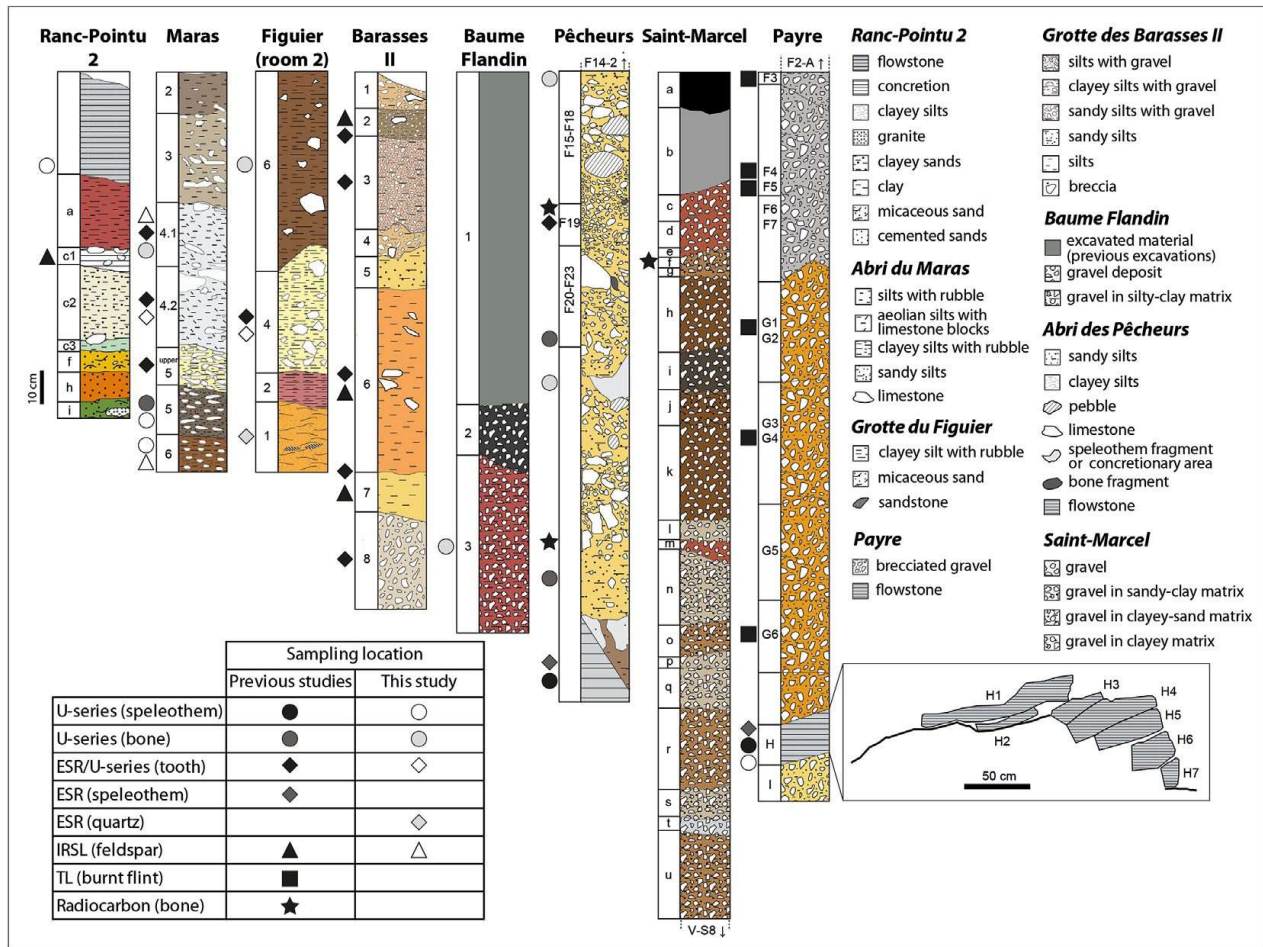 Ranc-Pointu
2
Maras
Figuier
(room 2)
Barasses
II
Baume
Flandin
Pêcheurs
Saint-Marcel
Payre
a
c1
c2
c3
f
h
i
10 cm
2
3
4.1
4.2
upper
5
5
6
6
4
2
1
1
2
3
4
5
6
7
8
1
2
3
F14-2 ↑
F15-F18
F19
F20-F23
a
b
c
d
e
f
g
h
i
j
k
l
m
n
o
p
q
r
s
t
u
V-S8 ↓
F2-A ↑
F3
F4
F5
F6
F7
G1
G2
G3
G4
G5
G6
H
I
Ranc-Pointu 2
flowstone
concretion
clayey silts
granite
clayey sands
clay
micaceous sand
cemented sands
Abri du Maras
silts with rubble
aeolian silts with
limestone blocks
clayey silts with rubble
sandy silts
limestone
Grotte du Figuier
clayey silt with rubble
micaceous sand
sandstone
Payre
brecciated gravel
flowstone
Grotte des Barasses II
silts with gravel
clayey silts with gravel
sandy silts with gravel
sandy silts
silts
breccia
Baume Flandin
excavated material
(previous excavations)
gravel deposit
gravel in silty-clay matrix
Abri des Pêcheurs
sandy silts
clayey silts
pebble
limestone
speleothem fragment
or concretionary area
bone fragment
flowstone
Saint-Marcel
gravel
gravel in sandy-clay matrix
gravel in clayey-sand matrix
gravel in clayey matrix
H1
H2
H3
H4
H5
H6
H7
50 cm
Sampling location
Previous studies This study
U-series (speleothem)
U-series (bone)
ESR/U-series (tooth)
ESR (speleothem)
ESR (quartz)
IRSL (feldspar)
TL (burnt flint)
Radiocarbon (bone)